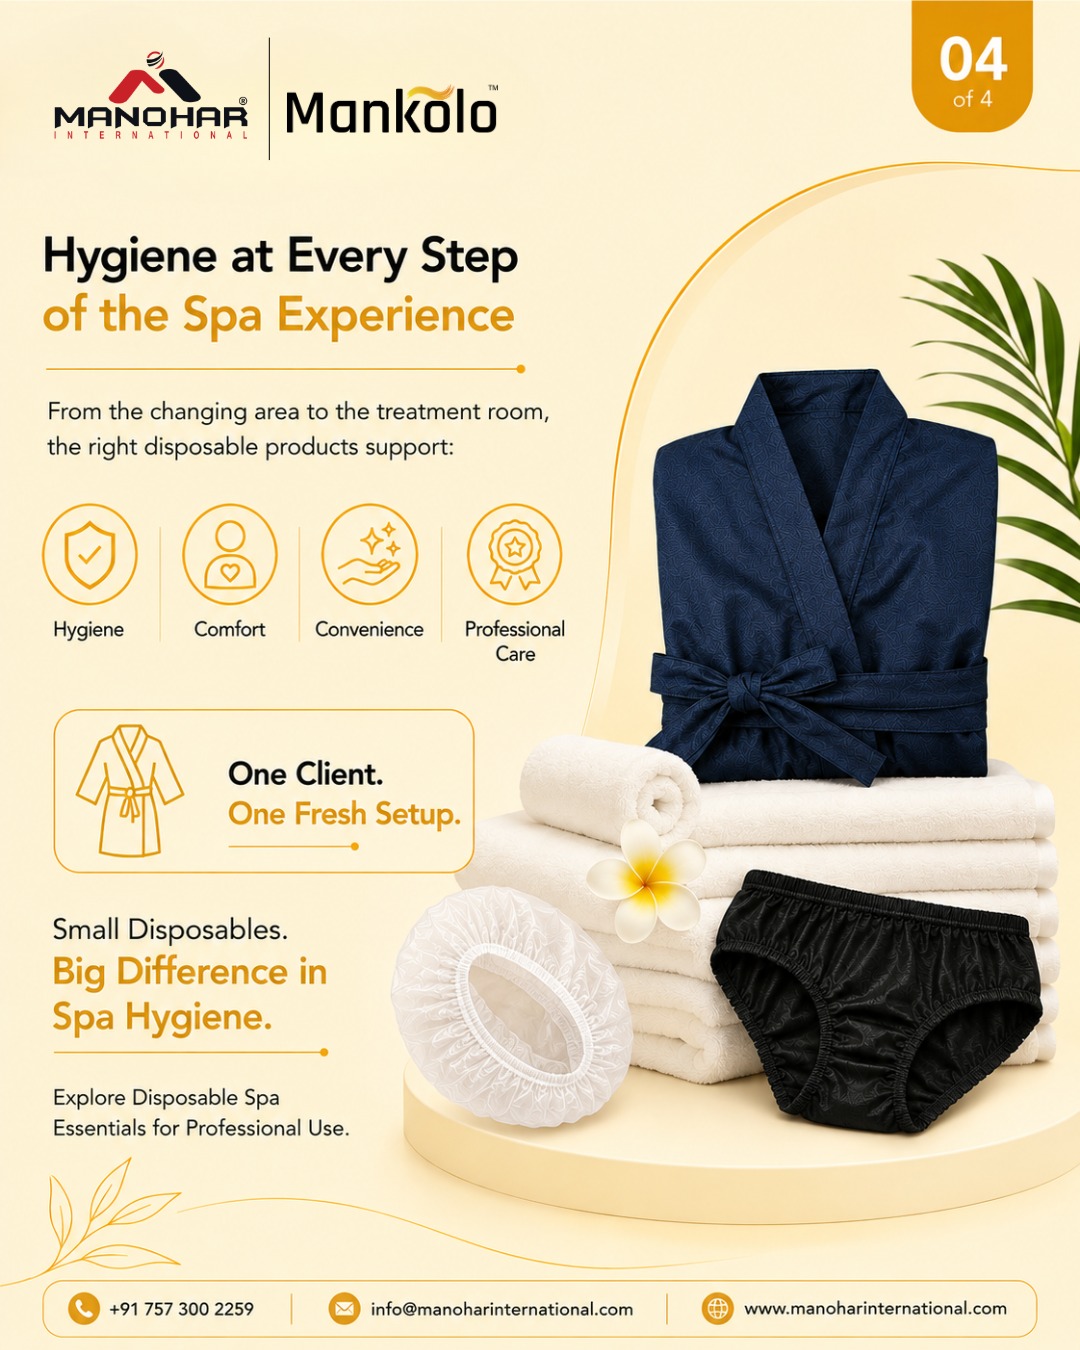 MANOHAR®
INTERNATIONAL
Mankolo™
04
of 4
Hygiene at Every Step
of the Spa Experience
From the changing area to the treatment room,
the right disposable products support:
Hygiene
Comfort
Convenience
Professional
Care
One Client.
One Fresh Setup.
Small Disposables.
Big Difference in
Spa Hygiene.
Explore Disposable Spa
Essentials for Professional Use.
+91 757 300 2259
info@manoharinternational.com
www.manoharinternational.com